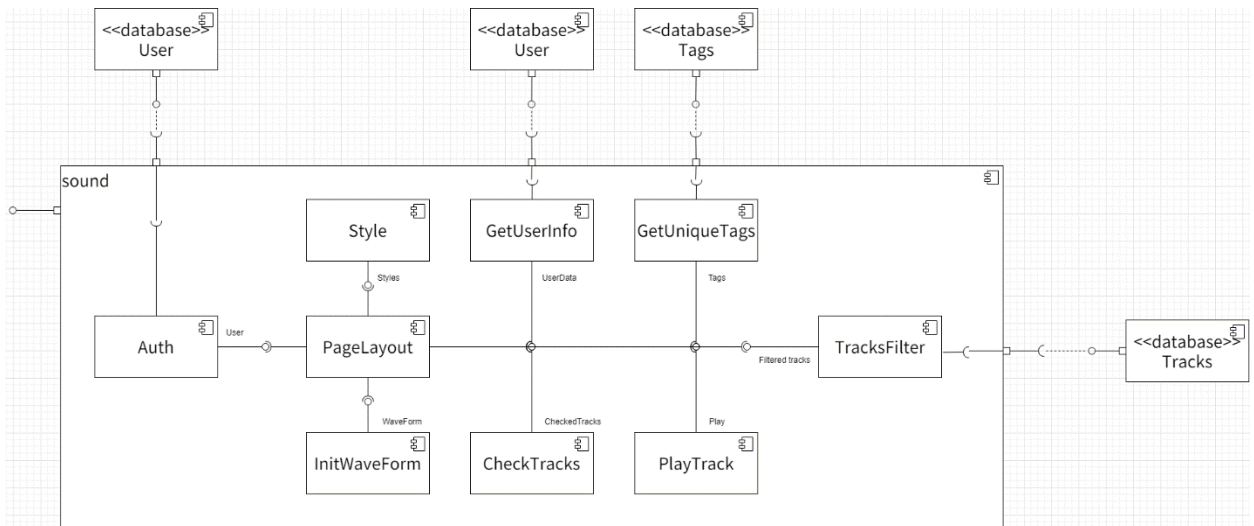 <<database>>
User
<<database>>
User
<<database>>
Tags
sound
Style
GetUserInfo
GetUniqueTags
Styles
UserData
Tags
Auth
User
PageLayout
Filtered tracks
TracksFilter
<<database>>
Tracks
WaveForm
CheckedTracks
Play
InitWaveForm
CheckTracks
PlayTrack